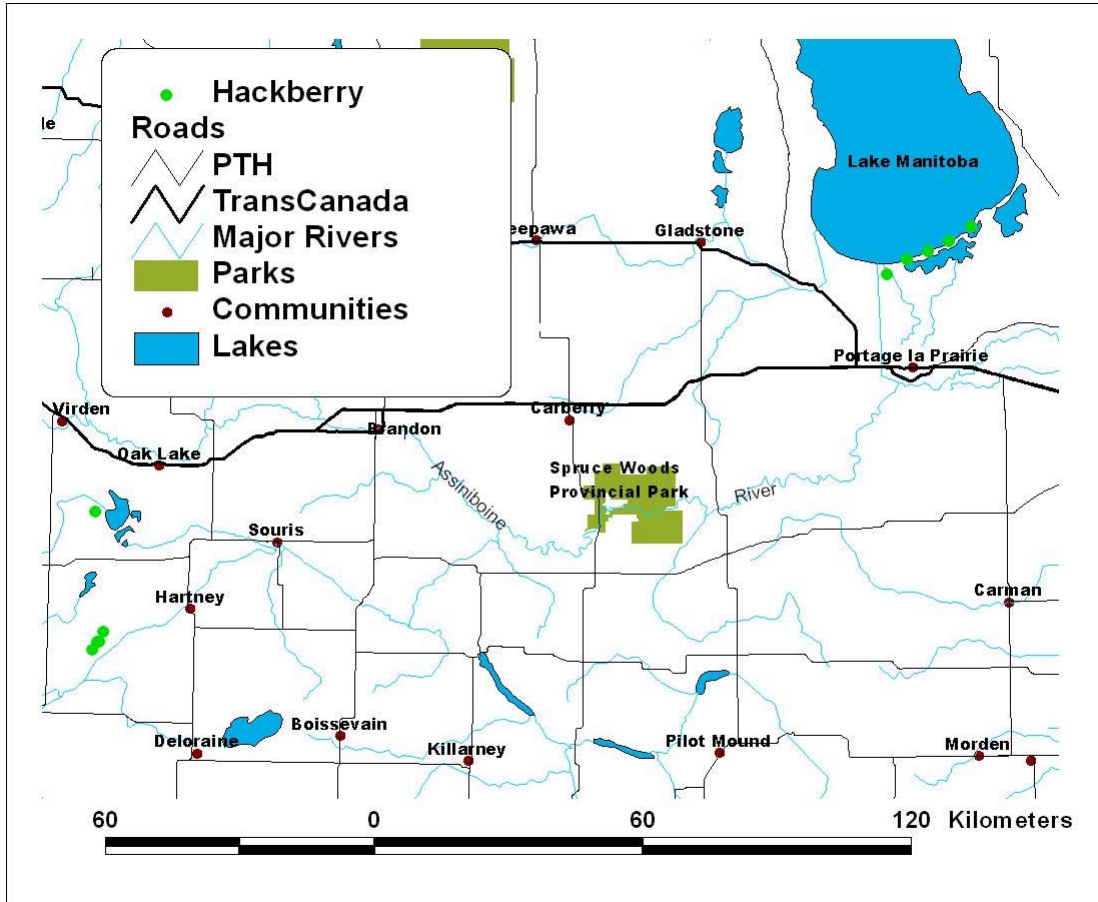 Hackberry
Roads
PTH
TransCanada
Major Rivers
Parks
Communities
Lakes
le
Lake Manitoba
eepawa
Gladstone
Portage la Prairie
Virden
Carberry
Brandon
Oak Lake
Spruce Woods
Provincial Park
Assiniboine
River
Souris
Hartney
Carman
Boissevain
Deloraine
Killarney
Pilot Mound
Morden
60 0 60 120 Kilometers